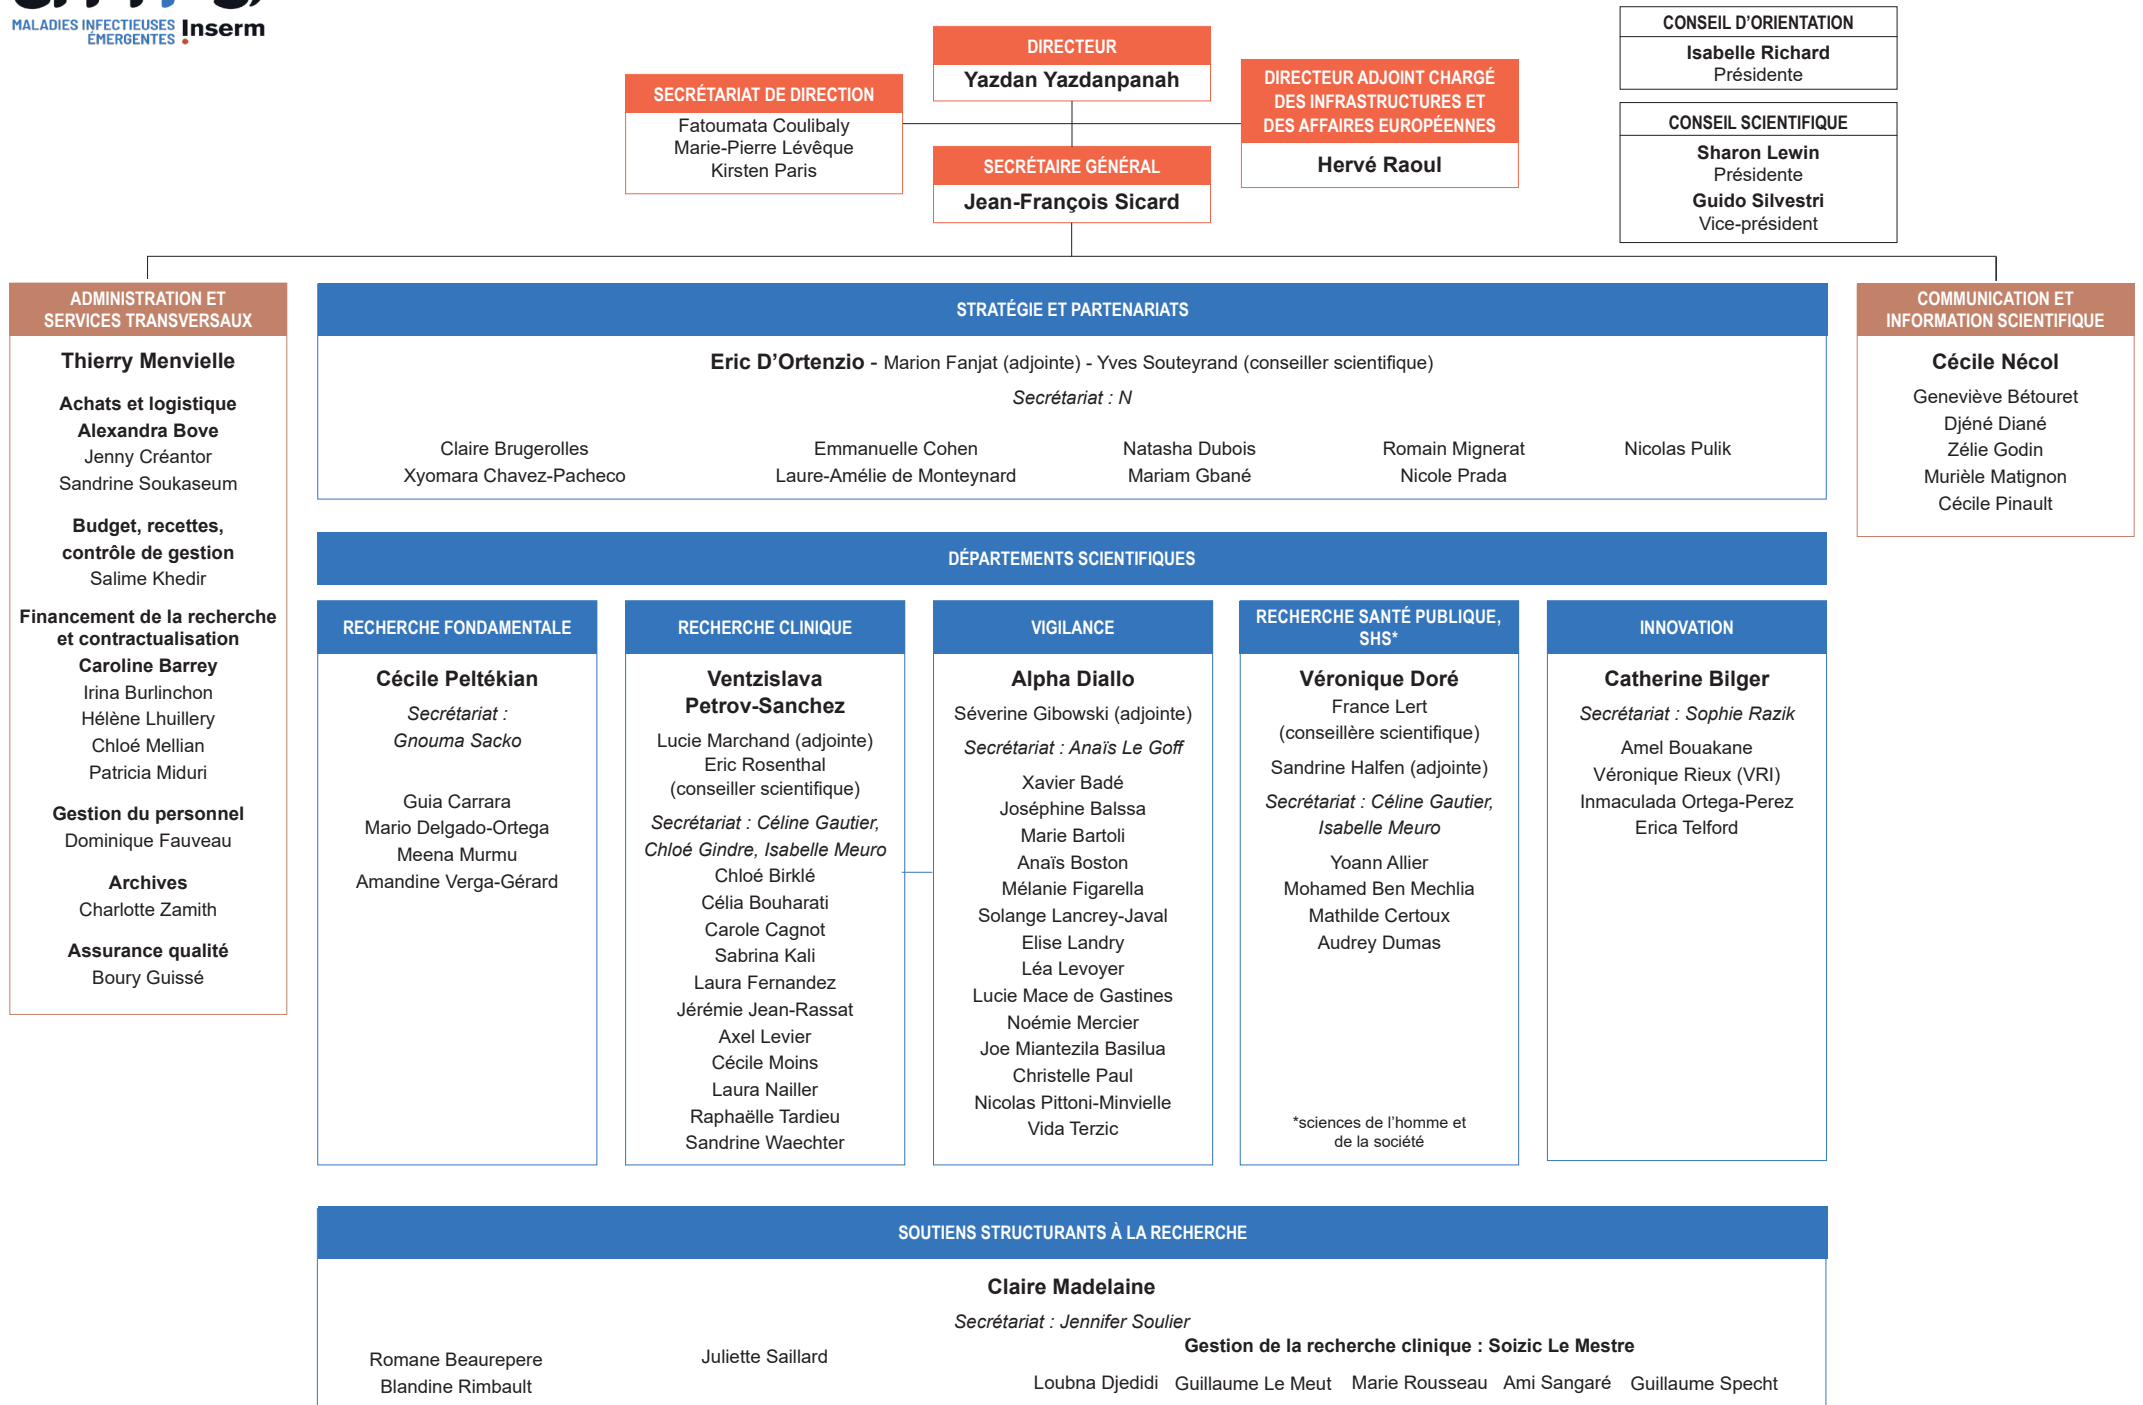 MALADIES INFECTIEUSES
ÉMERGENTES
Inserm
DIRECTEUR
Yazdan Yazdanpanah
SECRÉTARIAT DE DIRECTION
Fatoumata Coulibaly
Marie-Pierre Lévêque
Kirsten Paris
DIRECTEUR ADJOINT CHARGÉ
DES INFRASTRUCTURES ET
DES AFFAIRES EUROPÉENNES
Hervé Raoul
SECRÉTAIRE GÉNÉRAL
Jean-François Sicard
CONSEIL D’ORIENTATION
Isabelle Richard
Présidente
CONSEIL SCIENTIFIQUE
Sharon Lewin
Présidente
Guido Silvestri
Vice-président
ADMINISTRATION ET
SERVICES TRANSVERSAUX
Thierry Menvielle
Achats et logistique
Alexandra Bove
Jenny Créantor
Sandrine Soukaseum
Budget, recettes,
contrôle de gestion
Salime Khedir
Financement de la recherche
et contractualisation
Caroline Barrey
Irina Burlinchon
Hélène Lhuillery
Chloé Mellian
Patricia Miduri
Gestion du personnel
Dominique Fauveau
Archives
Charlotte Zamith
Assurance qualité
Boury Guissé
STRATÉGIE ET PARTENARIATS
Eric D’Ortenzio - Marion Fanjat (adjointe) - Yves Souteyrand (conseiller scientifique)
Secrétariat : N
Claire Brugerolles Emmanuelle Cohen Natasha Dubois Romain Mignerat Nicolas Pulik
Xyomara Chavez-Pacheco Laure-Amélie de Monteynard Mariam Gbané Nicole Prada
COMMUNICATION ET
INFORMATION SCIENTIFIQUE
Cécile Nécol
Geneviève Bétouret
Djéné Diané
Zélie Godin
Murièle Matignon
Cécile Pinault
DÉPARTEMENTS SCIENTIFIQUES
RECHERCHE FONDAMENTALE
Cécile Peltékian
Secrétariat :
Gnouma Sacko
Guia Carrara
Mario Delgado-Ortega
Meena Murmu
Amandine Verga-Gérard
RECHERCHE CLINIQUE
Ventzislava
Petrov-Sanchez
Lucie Marchand (adjointe)
Eric Rosenthal
(conseiller scientifique)
Secrétariat : Céline Gautier,
Chloé Gindre, Isabelle Meuro
Chloé Birklé
Célia Bouharati
Carole Cagnot
Sabrina Kali
Laura Fernandez
Jérémie Jean-Rassat
Axel Levier
Cécile Moins
Laura Nailler
Raphaëlle Tardieu
Sandrine Waechter
VIGILANCE
Alpha Diallo
Séverine Gibowski (adjointe)
Secrétariat : Anaïs Le Goff
Xavier Badé
Joséphine Balssa
Marie Bartoli
Anaïs Boston
Mélanie Figarella
Solange Lancrey-Javal
Elise Landry
Léa Levoyer
Lucie Mace de Gastines
Noémie Mercier
Joe Miantezila Basilua
Christelle Paul
Nicolas Pittoni-Minvielle
Vida Terzic
RECHERCHE SANTÉ PUBLIQUE,
SHS*
Véronique Doré
France Lert
(conseillère scientifique)
Sandrine Halfen (adjointe)
Secrétariat : Céline Gautier,
Isabelle Meuro
Yoann Allier
Mohamed Ben Mechlia
Mathilde Certoux
Audrey Dumas
*sciences de l’homme et
de la société
INNOVATION
Catherine Bilger
Secrétariat : Sophie Razik
Amel Bouakane
Véronique Rieux (VRI)
Inmaculada Ortega-Perez
Erica Telford
SOUTIENS STRUCTURANTS À LA RECHERCHE
Claire Madelaine
Secrétariat : Jennifer Soulier
Romane Beaurepere
Blandine Rimbault
Juliette Saillard
Gestion de la recherche clinique : Soizic Le Mestre
Loubna Djedidi Guillaume Le Meut Marie Rousseau Ami Sangaré Guillaume Specht